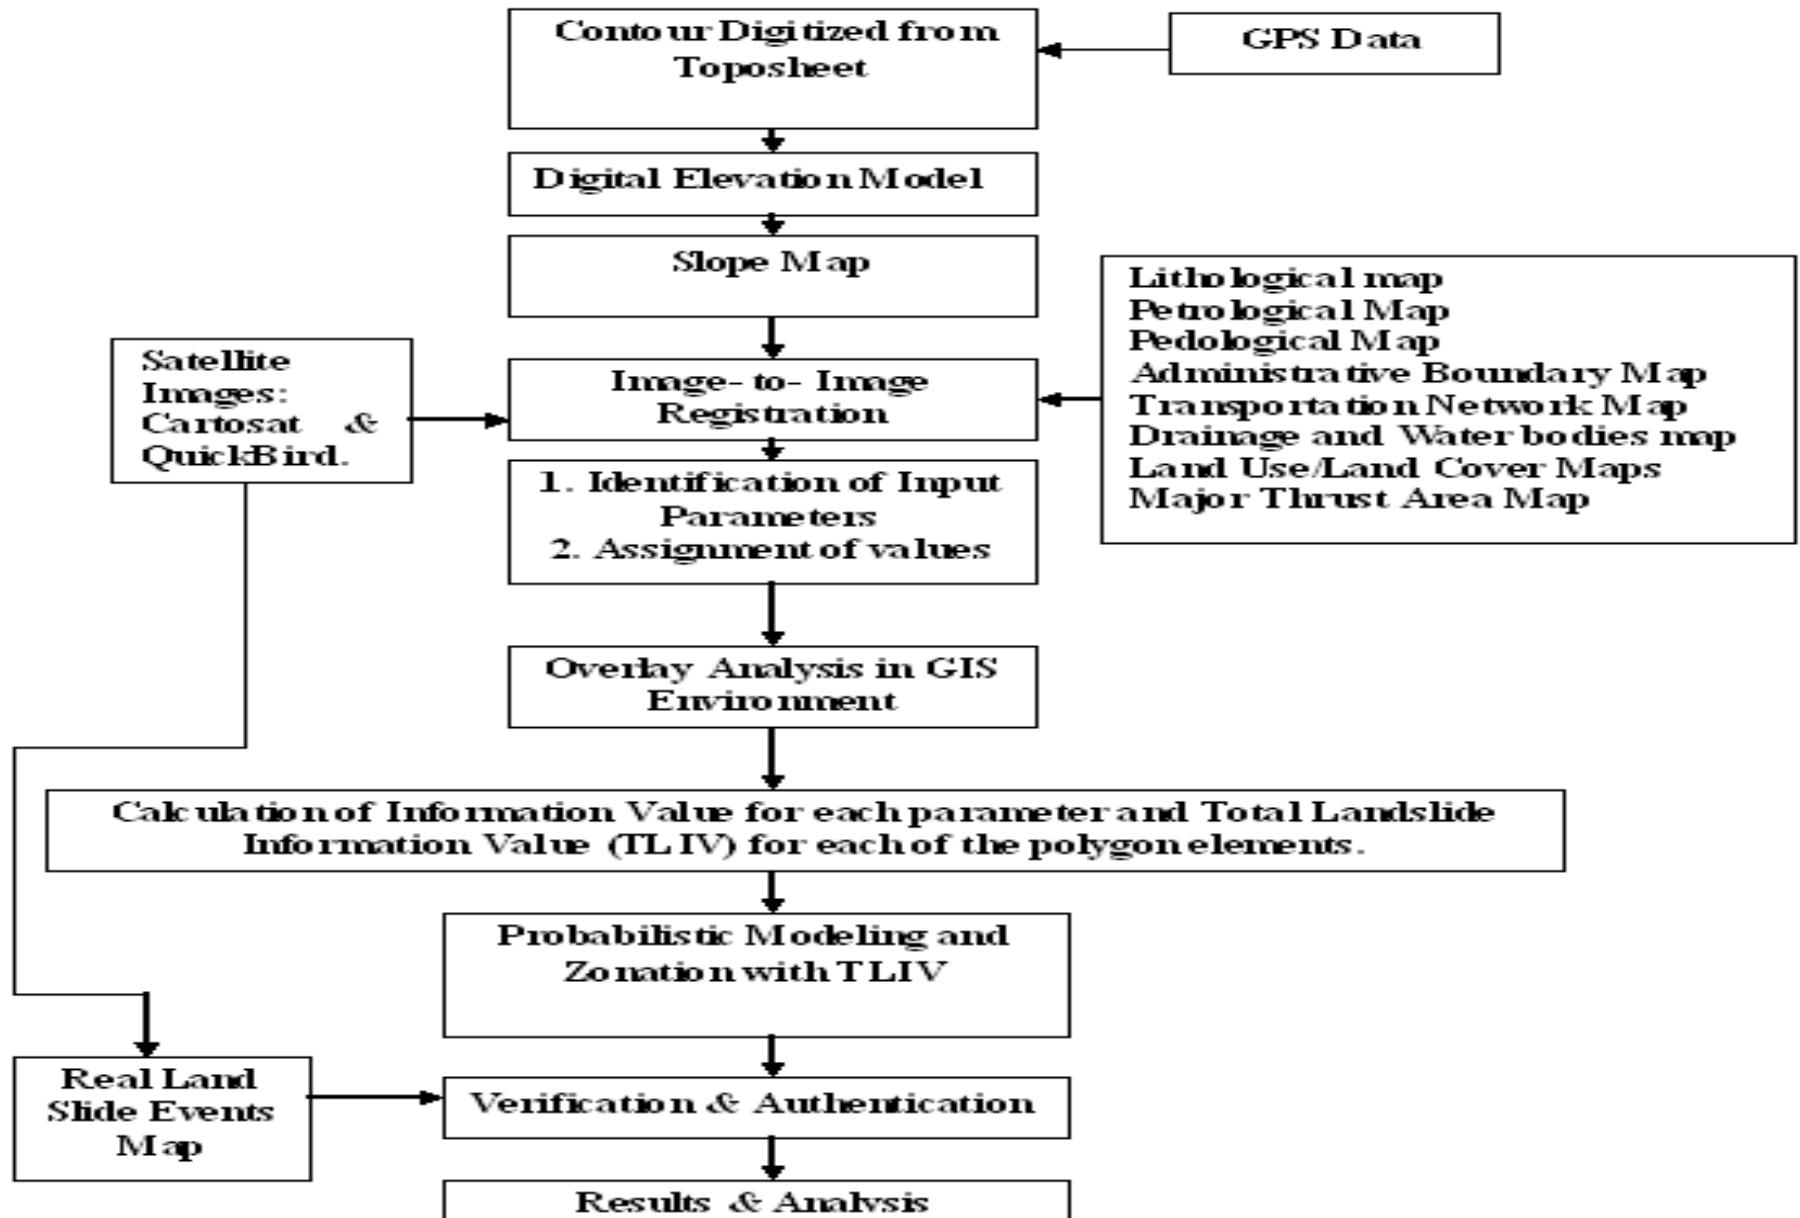 Contour Digitized from
Toposheet
GPS Data
Digital Elevation Model
Slope Map
Lithological map
Petrological Map
Pedological Map
Administrative Boundary Map
Transportation Network Map
Drainage and Water bodies map
Land Use/Land Cover Maps
Major Thrust Area Map
Satellite
Images:
Cartosat &
QuickBird.
Image- to- Image
Registration
1. Identification of Input
Parameters
2. Assignment of values
Overlay Analysis in GIS
Environment
Calculation of Information Value for each parameter and Total Landslide
Information Value (TLIV) for each of the polygon elements.
Probabilistic Modeling and
Zonation with TLIV
Real Land
Slide Events
Map
Verification & Authentication
Results & Analysis